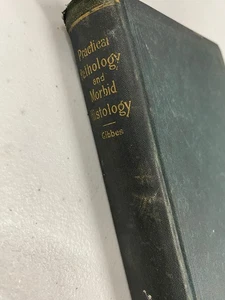 Practical
Pathology
and
Morbid
Histology
Gibbes